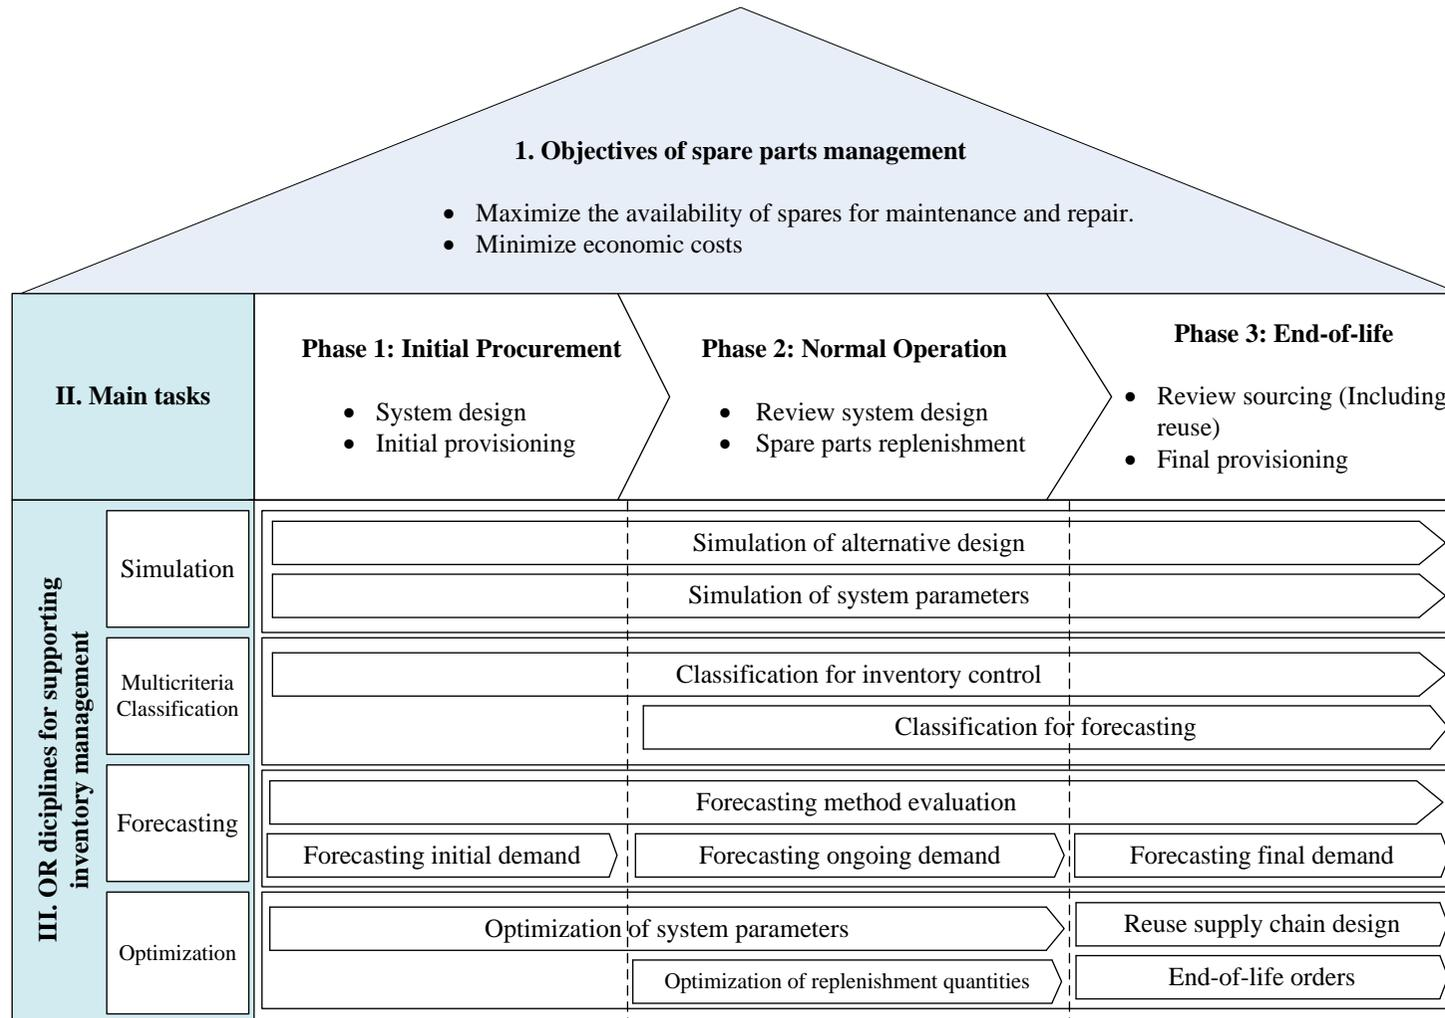 1. Objectives of spare parts management
• Maximize the availability of spares for maintenance and repair.
• Minimize economic costs
II. Main tasks
Phase 1: Initial Procurement
• System design
• Initial provisioning
Phase 2: Normal Operation
• Review system design
• Spare parts replenishment
Phase 3: End-of-life
• Review sourcing (Including
reuse)
• Final provisioning
III. OR diciplines for supporting
inventory management
Simulation
Simulation of alternative design
Simulation of system parameters
Multicriteria
Classification
Classification for inventory control
Classification for forecasting
Forecasting
Forecasting method evaluation
Forecasting initial demand
Forecasting ongoing demand
Forecasting final demand
Optimization
Optimization of system parameters
Reuse supply chain design
Optimization of replenishment quantities
End-of-life orders